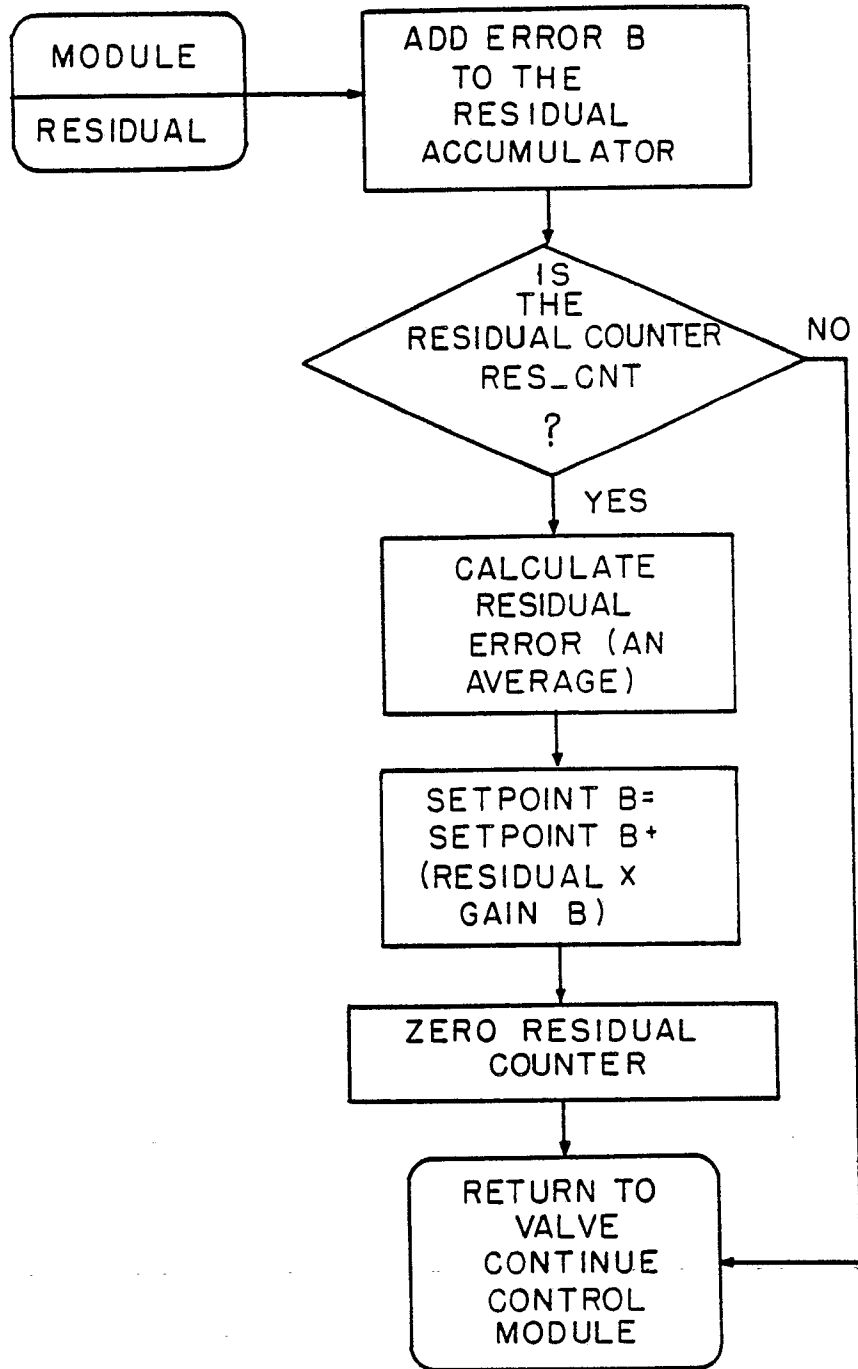 MODULE
RESIDUAL
ADD ERROR B
TO THE
RESIDUAL
ACCUMULATOR
IS
THE
RESIDUAL COUNTER
RES_CNT
?
NO
YES
CALCULATE
RESIDUAL
ERROR (AN
AVERAGE)
SETPOINT B=
SETPOINT B+
(RESIDUAL X
GAIN B)
ZERO RESIDUAL
COUNTER
RETURN TO
VALVE
CONTINUE
CONTROL
MODULE